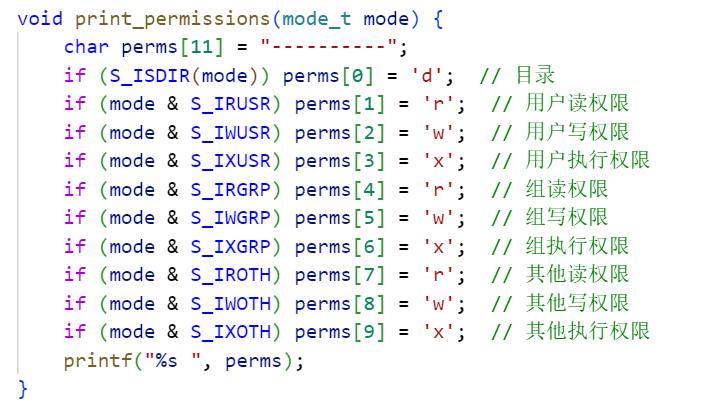 void print_permissions(mode_t mode) {
    char perms[11] = "----------";
    if (S_ISDIR(mode)) perms[0] = 'd';  // 目录
    if (mode & S_IRUSR) perms[1] = 'r';  // 用户读权限
    if (mode & S_IWUSR) perms[2] = 'w';  // 用户写权限
    if (mode & S_IXUSR) perms[3] = 'x';  // 用户执行权限
    if (mode & S_IRGRP) perms[4] = 'r';  // 组读权限
    if (mode & S_IWGRP) perms[5] = 'w';  // 组写权限
    if (mode & S_IXGRP) perms[6] = 'x';  // 组执行权限
    if (mode & S_IROTH) perms[7] = 'r';  // 其他读权限
    if (mode & S_IWOTH) perms[8] = 'w';  // 其他写权限
    if (mode & S_IXOTH) perms[9] = 'x';  // 其他执行权限
    printf("%s ", perms);
}